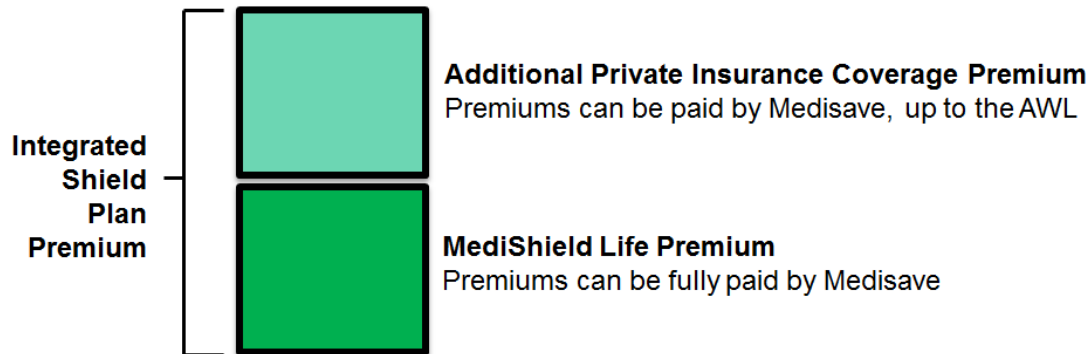 Integrated
Shield
Plan
Premium
Additional Private Insurance Coverage Premium
Premiums can be paid by Medisave, up to the AWL
MediShield Life Premium
Premiums can be fully paid by Medisave